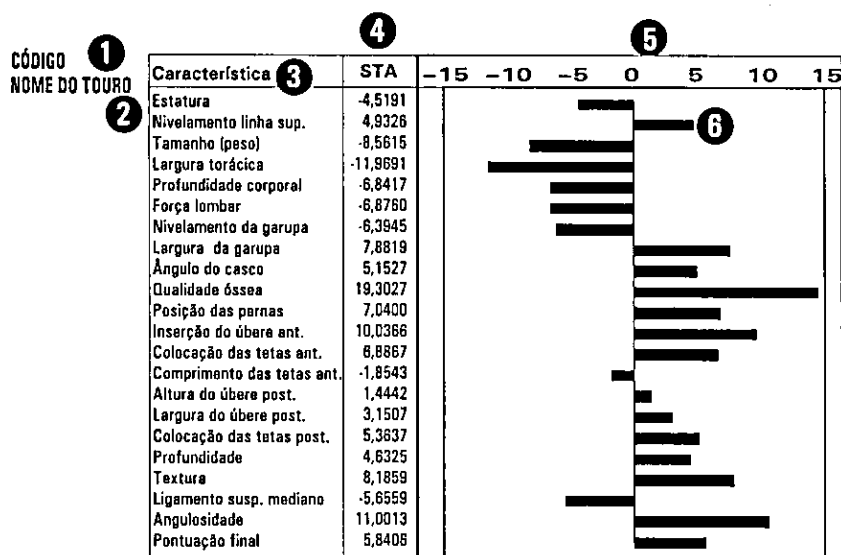 4 5
CÓDIGO 1
NOME DO TOURO
Característica 3 STA -15 -10 -5 0 5 10 15
2
Estatura -4,5191
Nivelamento linha sup. 4,9326 6
Tamanho (peso) -8,5615
Largura torácica -11,9691
Profundidade corporal -6,8417
Força lombar -6,8760
Nivelamento da garupa -6,3945
Largura da garupa 7,8819
Ângulo do casco 5,1527
Qualidade óssea 19,3027
Posição das pernas 7,0400
Inserção do úbere ant. 10,0366
Colocação das tetas ant. 6,8867
Comprimento das tetas ant. -1,8543
Altura do úbere post. 1,4442
Largura do úbere post. 3,1507
Colocação das tetas post. 5,3637
Profundidade 4,6325
Textura 8,1859
Ligamento susp. mediano -5,6559
Angulosidade 11,0013
Pontuação final 5,8406